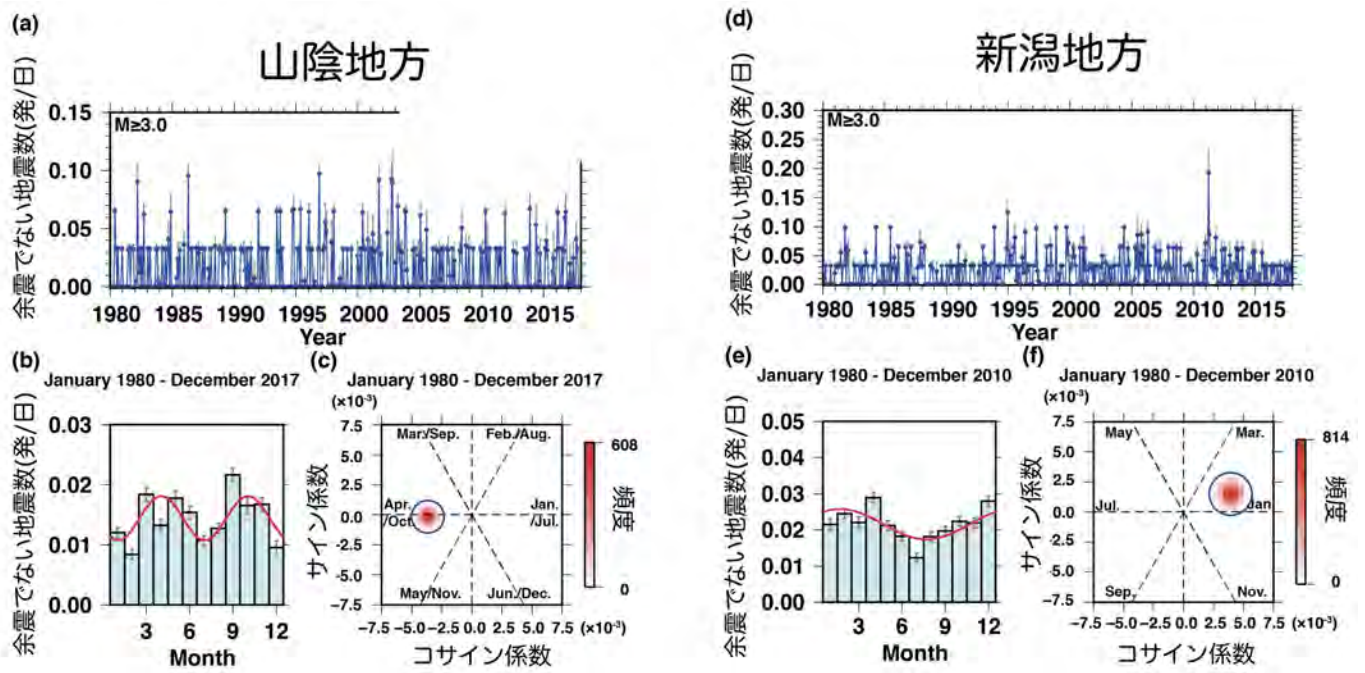 (a)
山陰地方
余震でない地震数(発/日)
0.15
0.10
0.05
0.00
M≥3.0
1980 1985 1990 1995 2000 2005 2010 2015
Year
(b)
January 1980 - December 2017
余震でない地震数(発/日)
0.03
0.02
0.01
0.00
3 6 9 12
Month
(c)
January 1980 - December 2017
(×10⁻³)
サイン係数
7.5
5.0
2.5
0.0
−2.5
−5.0
−7.5
Mar./Sep. Feb./Aug.
Apr. Jan.
/Oct. /Jul.
May/Nov. Jun./Dec.
−7.5 −5.0 −2.5 0.0 2.5 5.0 7.5 (×10⁻³)
コサイン係数
608
頻度
0
(d)
新潟地方
余震でない地震数(発/日)
0.30
0.25
0.20
0.15
0.10
0.05
0.00
M≥3.0
1980 1985 1990 1995 2000 2005 2010 2015
Year
(e)
January 1980 - December 2010
余震でない地震数(発/日)
0.05
0.04
0.03
0.02
0.01
0.00
3 6 9 12
Month
(f)
January 1980 - December 2010
(×10⁻³)
サイン係数
7.5
5.0
2.5
0.0
−2.5
−5.0
−7.5
May Mar.
Jul. Jan.
Sep. Nov.
−7.5 −5.0 −2.5 0.0 2.5 5.0 7.5 (×10⁻³)
コサイン係数
814
頻度
0